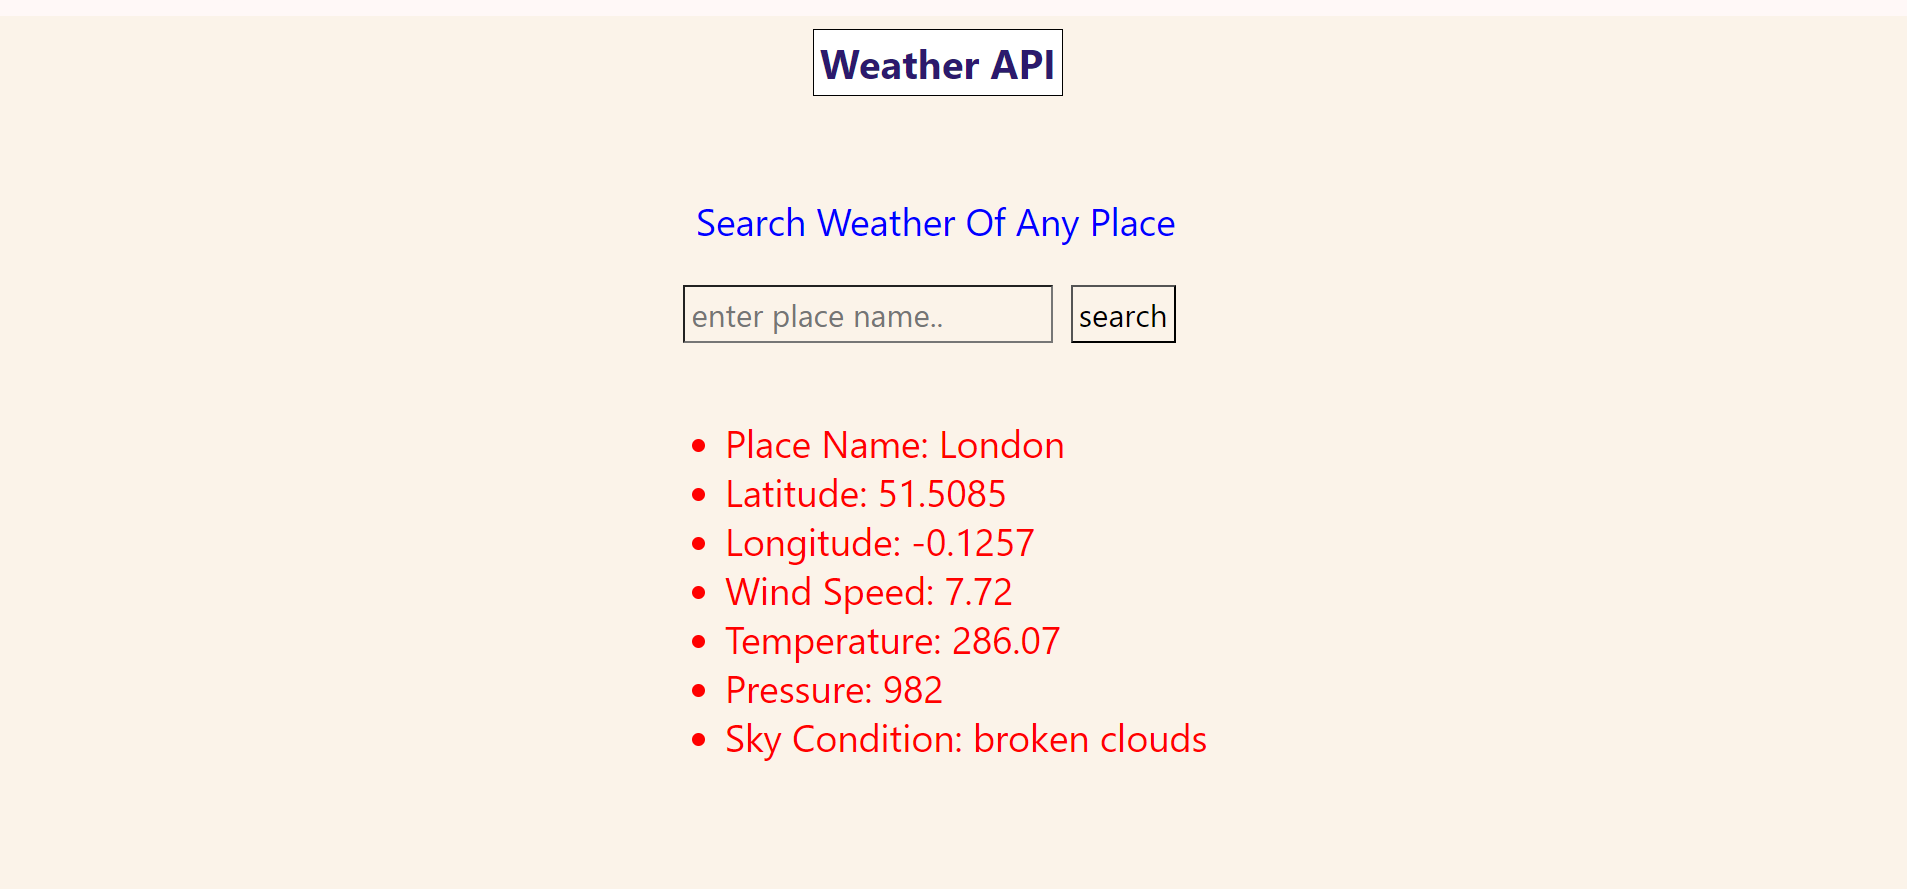 Weather API
Search Weather Of Any Place
enter place name..
search
Place Name: London
Latitude: 51.5085
Longitude: -0.1257
Wind Speed: 7.72
Temperature: 286.07
Pressure: 982
Sky Condition: broken clouds